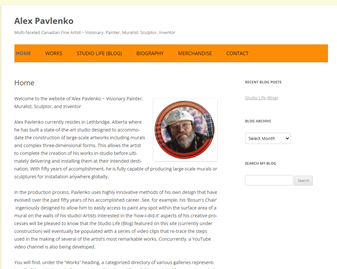 Alex Pavlenko
Multi-faceted Canadian Fine Artist – Visionary, Painter, Muralist, Sculptor, Inventor
HOME WORKS STUDIO LIFE (BLOG) BIOGRAPHY MERCHANDISE CONTACT
Home
Welcome to the website of Alex Pavlenko – Visionary Painter,
Muralist, Sculptor, and Inventor
Alex Pavlenko currently resides in Lethbridge, Alberta where
he has built a state-of-the-art studio designed to accommo-
date the construction of large-scale artworks including murals
and complex three-dimensional forms. This allows the artist
to complete the creation of his works in-studio before ulti-
mately delivering and installing them at their intended desti-
nation. With fifty years of accomplishment, he is fully capable of producing large-scale murals or
sculptures for installation anywhere globally.
In the production process, Pavlenko uses highly innovative methods of his own design that have
evolved over the past fifty years of his accomplished career. See, for example, his 'Bosun's Chair'
ingeniously designed to allow him to easily access to paint any spot within the surface area of a
mural on the walls of his studio! Artists interested in the 'how-i-did-it' aspects of his creative pro-
cesses will be pleased to know that the Studio Life (Blog) featured on this site (currently under
construction) will eventually be populated with a series of video clips that re-trace the steps
used in the making of several of the artist's most remarkable works. Concurrently, a YouTube
video channel is also being developed.
You will find, under the "Works" heading, a categorized directory of various galleries represent-
RECENT BLOG POSTS
Studio Life (Blog)
BLOG ARCHIVE
Select Month
SEARCH MY BLOG
Search